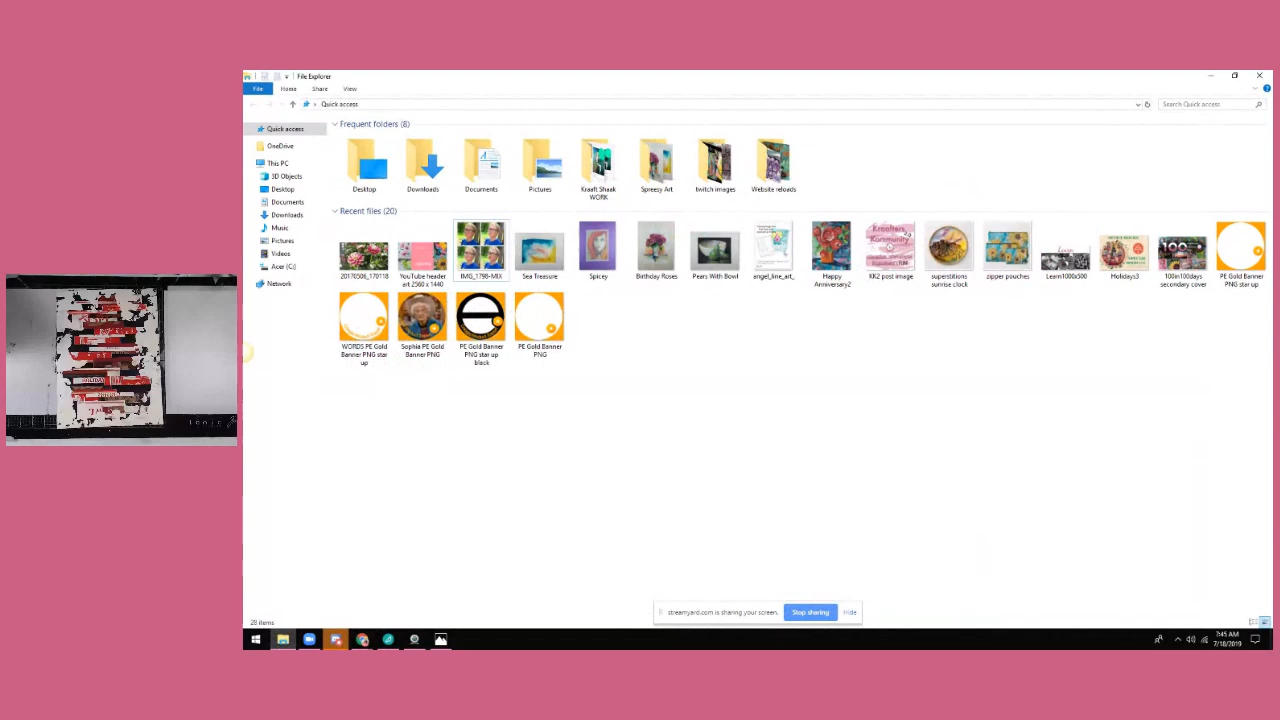 File Explorer
File Home Share View
Quick access
Search Quick access
Quick access
OneDrive
This PC
3D Objects
Desktop
Documents
Downloads
Music
Pictures
Videos
Acer (C:)
Network
Frequent folders (8)
Desktop Downloads Documents Pictures Kraaft Shaak Spreesy Art twitch images Website reloads
WORK
Recent files (20)
20170506_170118 YouTube header IMG_1798-MIX Sea Treasure Spicey Birthday Roses Pears With Bowl angel_line_art_ Happy KK2 post image superstitions zipper pouches Learn1000x500 Holidays3 100in100days PE Gold Banner
art 2560 x 1440 Anniversary2 sunrise clock secondary cover PNG star up
WORDS PE Gold Sophia PE Gold PE Gold Banner PE Gold Banner
Banner PNG star Banner PNG PNG star up PNG
up black
streamyard.com is sharing your screen. Stop sharing Hide
28 items
7:45 AM
7/18/2019